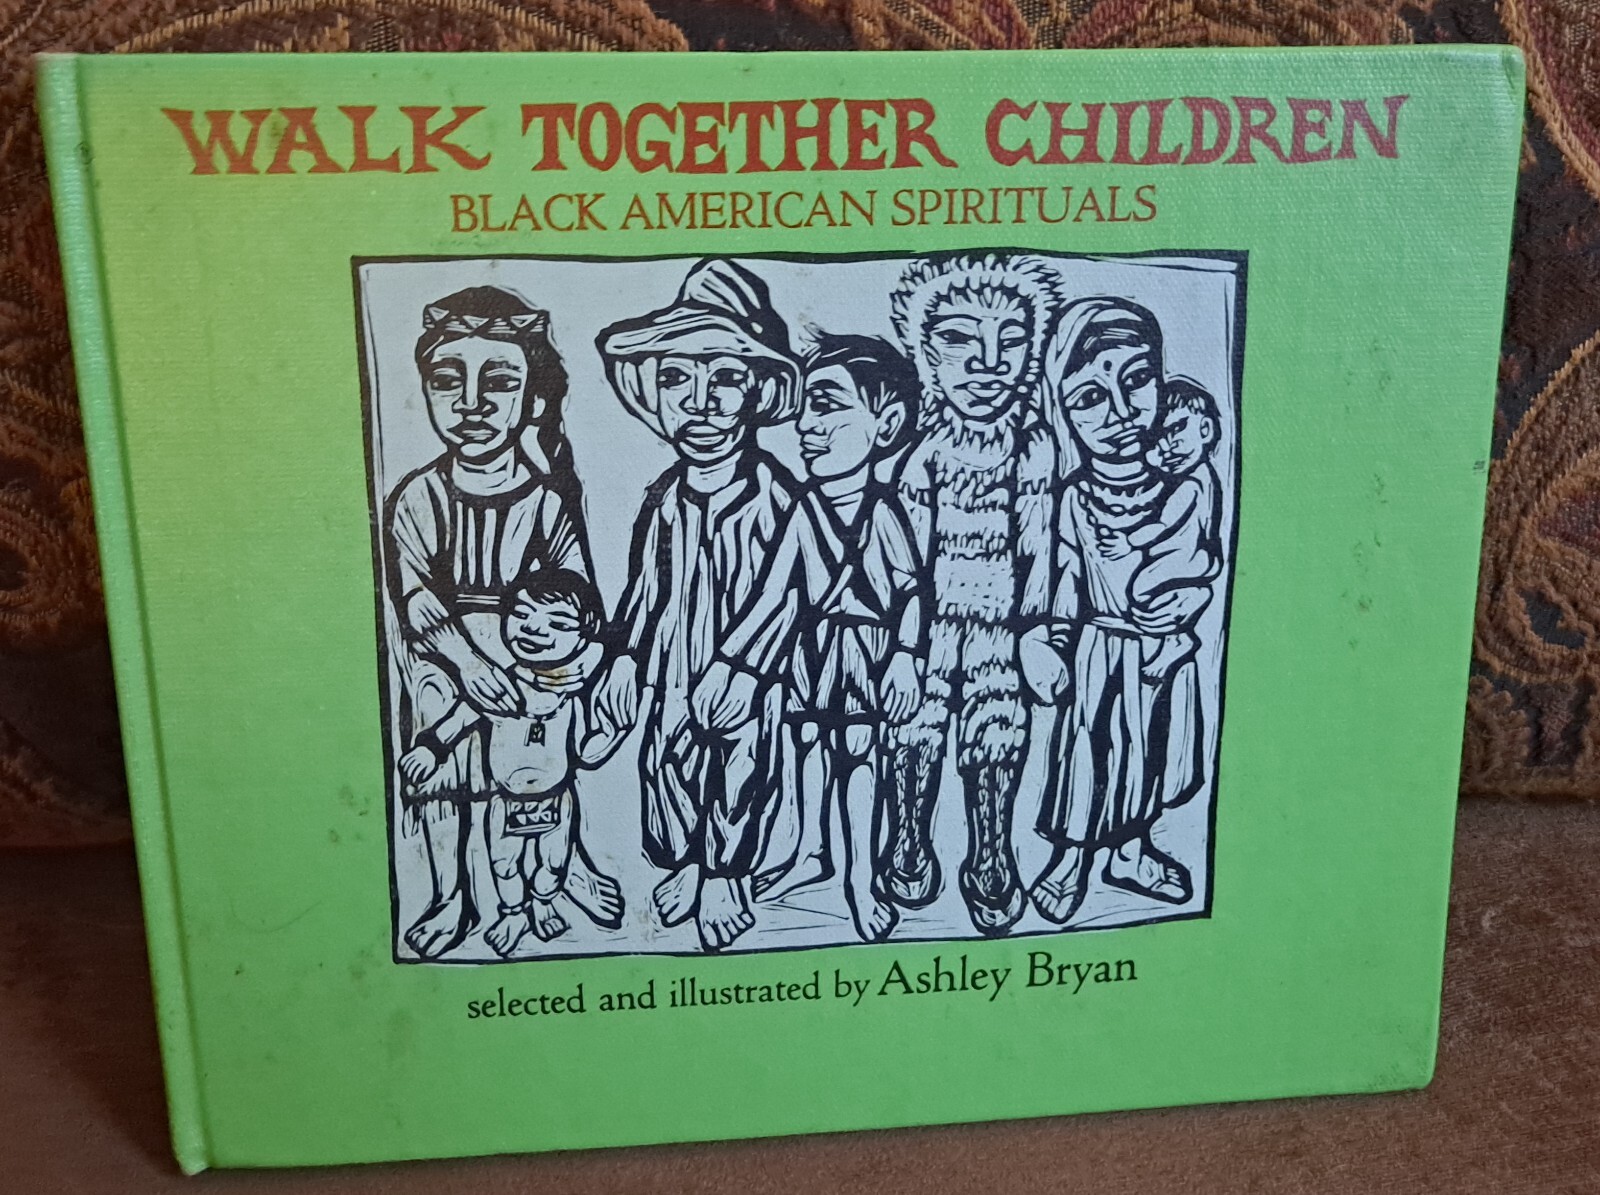 WALK TOGETHER CHILDREN
BLACK AMERICAN SPIRITUALS
selected and illustrated by Ashley Bryan